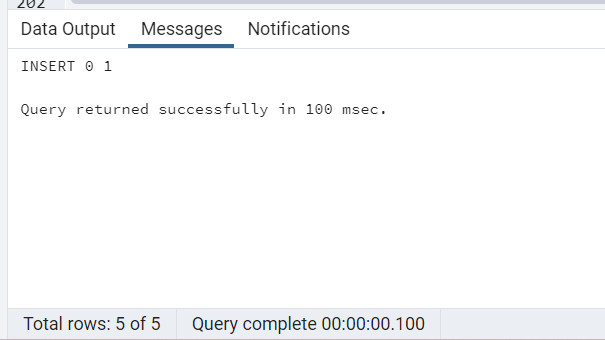 202
Data Output Messages Notifications
INSERT 0 1
Query returned successfully in 100 msec.
Total rows: 5 of 5 Query complete 00:00:00.100